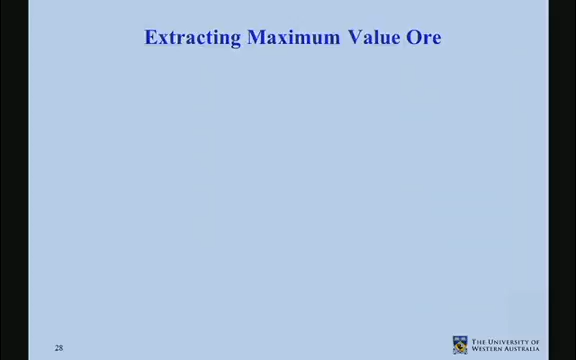 Extracting Maximum Value Ore
28
THE UNIVERSITY OF
WESTERN AUSTRALIA